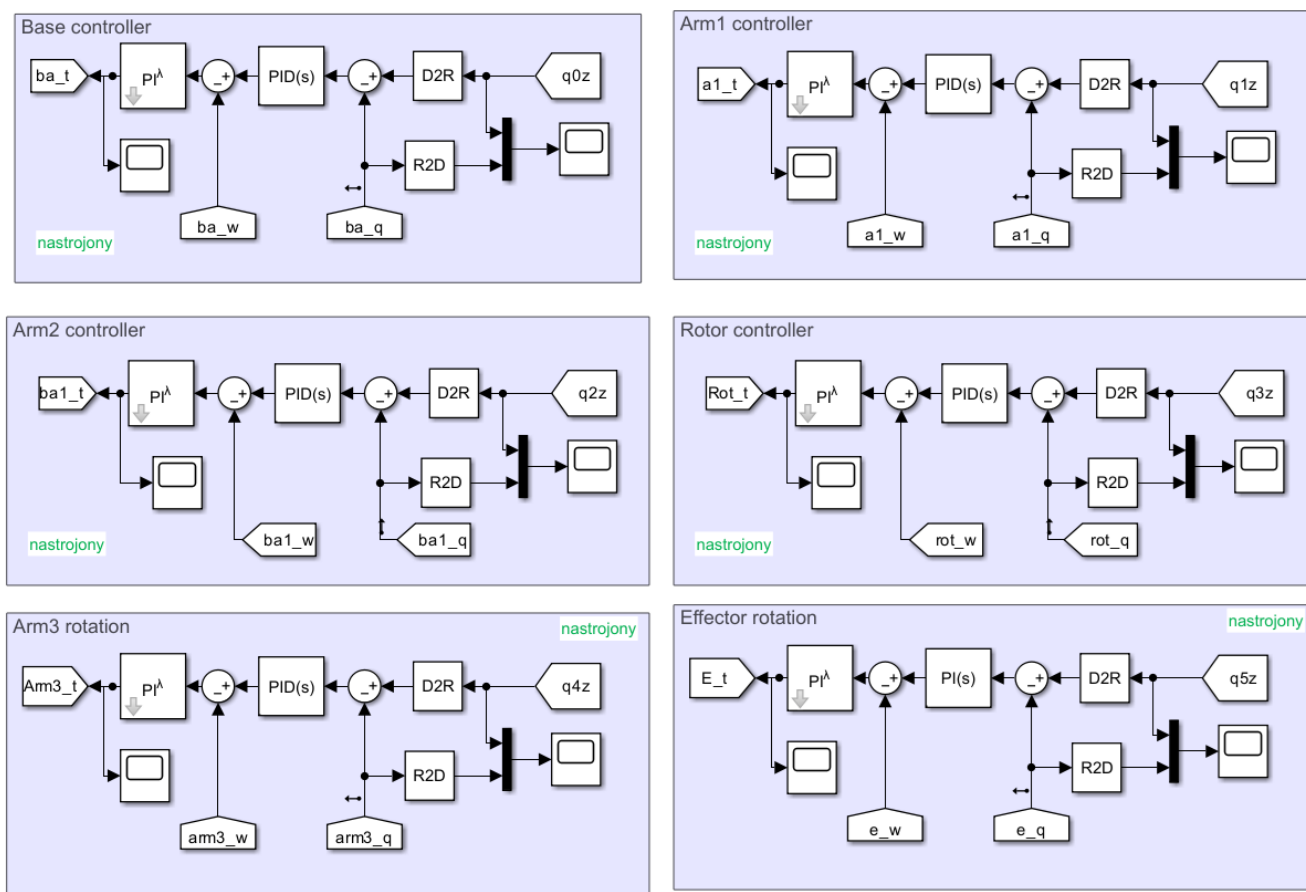 Base controller
ba_t
PI^λ
_+
PID(s)
_+
D2R
q0z
R2D
ba_w
ba_q
nastrojony
Arm1 controller
a1_t
PI^λ
_+
PID(s)
_+
D2R
q1z
R2D
a1_w
a1_q
nastrojony
Arm2 controller
ba1_t
PI^λ
_+
PID(s)
_+
D2R
q2z
R2D
ba1_w
ba1_q
nastrojony
Rotor controller
Rot_t
PI^λ
_+
PID(s)
_+
D2R
q3z
R2D
rot_w
rot_q
nastrojony
Arm3 rotation
nastrojony
Arm3_t
PI^λ
_+
PID(s)
_+
D2R
q4z
R2D
arm3_w
arm3_q
Effector rotation
nastrojony
E_t
PI^λ
_+
PI(s)
_+
D2R
q5z
R2D
e_w
e_q